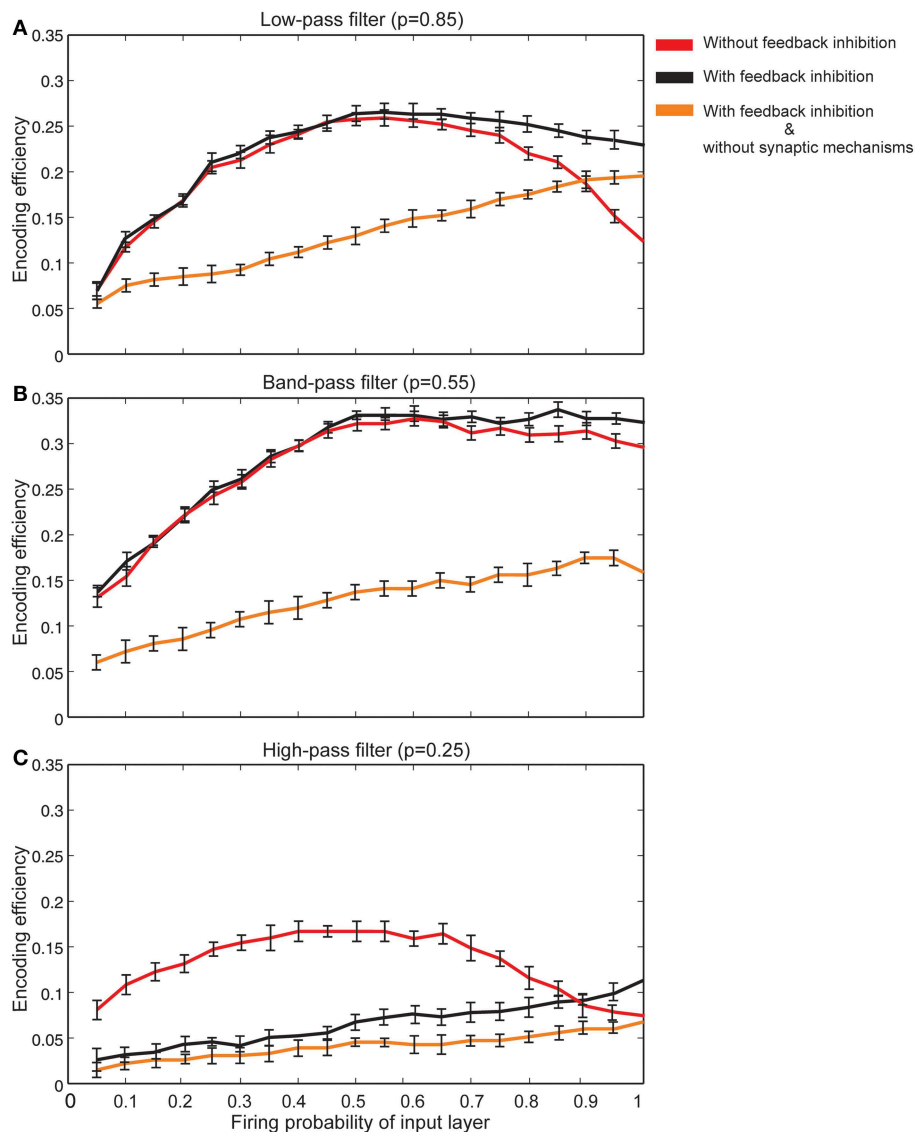 A
Low-pass filter (p=0.85)
0.35
0.3
0.25
0.2
0.15
0.1
0.05
0
Encoding efficiency
Without feedback inhibition
With feedback inhibition
With feedback inhibition
&
without synaptic mechanisms
B
Band-pass filter (p=0.55)
0.35
0.3
0.25
0.2
0.15
0.1
0.05
0
Encoding efficiency
C
High-pass filter (p=0.25)
0.35
0.3
0.25
0.2
0.15
0.1
0.05
0
Encoding efficiency
0 0.1 0.2 0.3 0.4 0.5 0.6 0.7 0.8 0.9 1
Firing probability of input layer